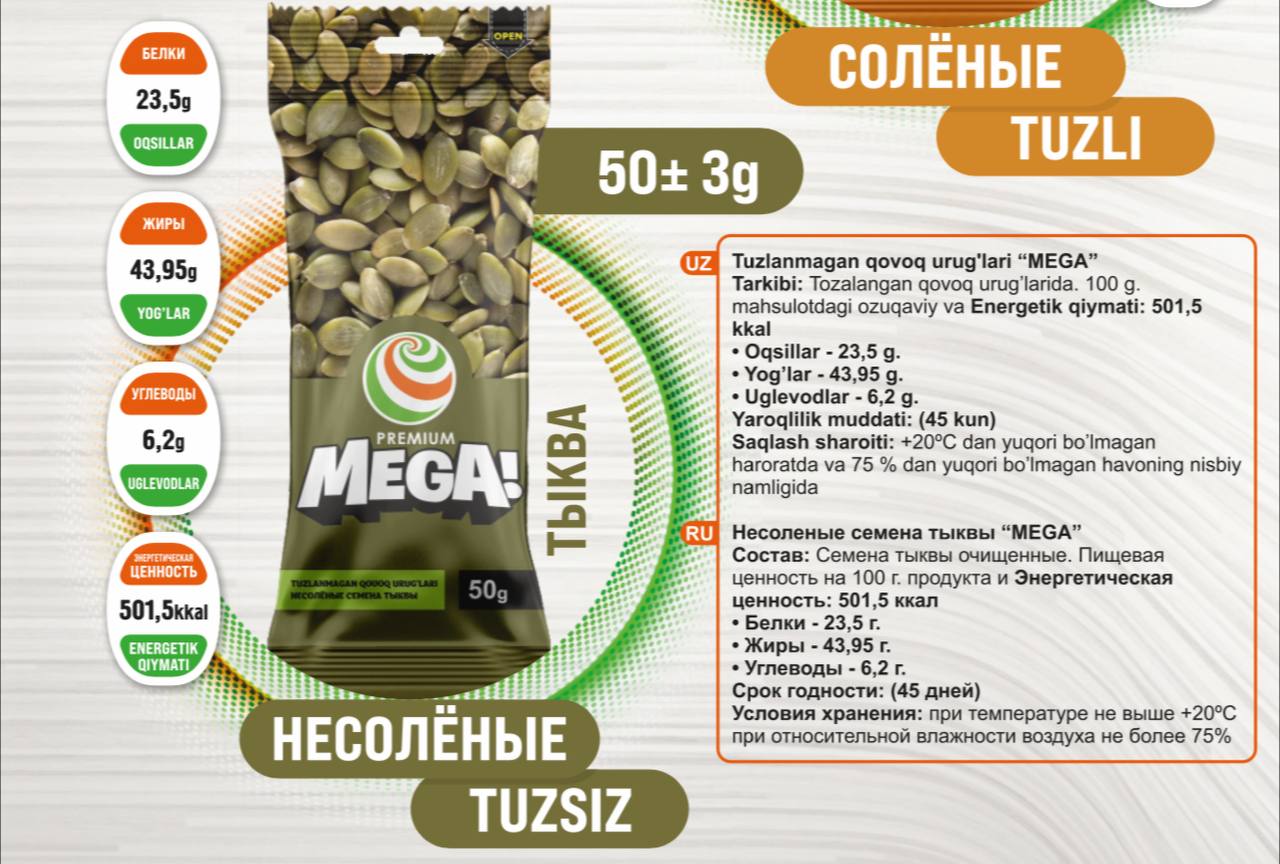 OPEN
БЕЛКИ
23,5g
OQSILLAR
ЖИРЫ
43,95g
YOG’LAR
УГЛЕВОДЫ
6,2g
UGLEVODLAR
ЭНЕРГЕТИЧЕСКАЯ
ЦЕННОСТЬ
501,5kkal
ENERGETIK
QIYMATI
PREMIUM
MEGA!
TUZLANMAGAN QOVOQ URUG'LARI
НЕСОЛЁНЫЕ СЕМЕНА ТЫКВЫ
50g
ТЫКВА
50± 3g
НЕСОЛЁНЫЕ
TUZSIZ
СОЛЁНЫЕ
TUZLI
UZ
Tuzlanmagan qovoq urug'lari “MEGA”
Tarkibi: Tozalangan qovoq urug’larida. 100 g.
mahsulotdagi ozuqaviy va Energetik qiymati: 501,5
kkal
• Oqsillar - 23,5 g.
• Yog’lar - 43,95 g.
• Uglevodlar - 6,2 g.
Yaroqlilik muddati: (45 kun)
Saqlash sharoiti: +20ºC dan yuqori bo’lmagan
haroratda va 75 % dan yuqori bo’lmagan havoning nisbiy
namligida
RU
Несоленые семена тыквы “MEGA”
Состав: Семена тыквы очищенные. Пищевая
ценность на 100 г. продукта и Энергетическая
ценность: 501,5 ккал
• Белки - 23,5 г.
• Жиры - 43,95 г.
• Углеводы - 6,2 г.
Срок годности: (45 дней)
Условия хранения: при температуре не выше +20ºC
при относительной влажности воздуха не более 75%